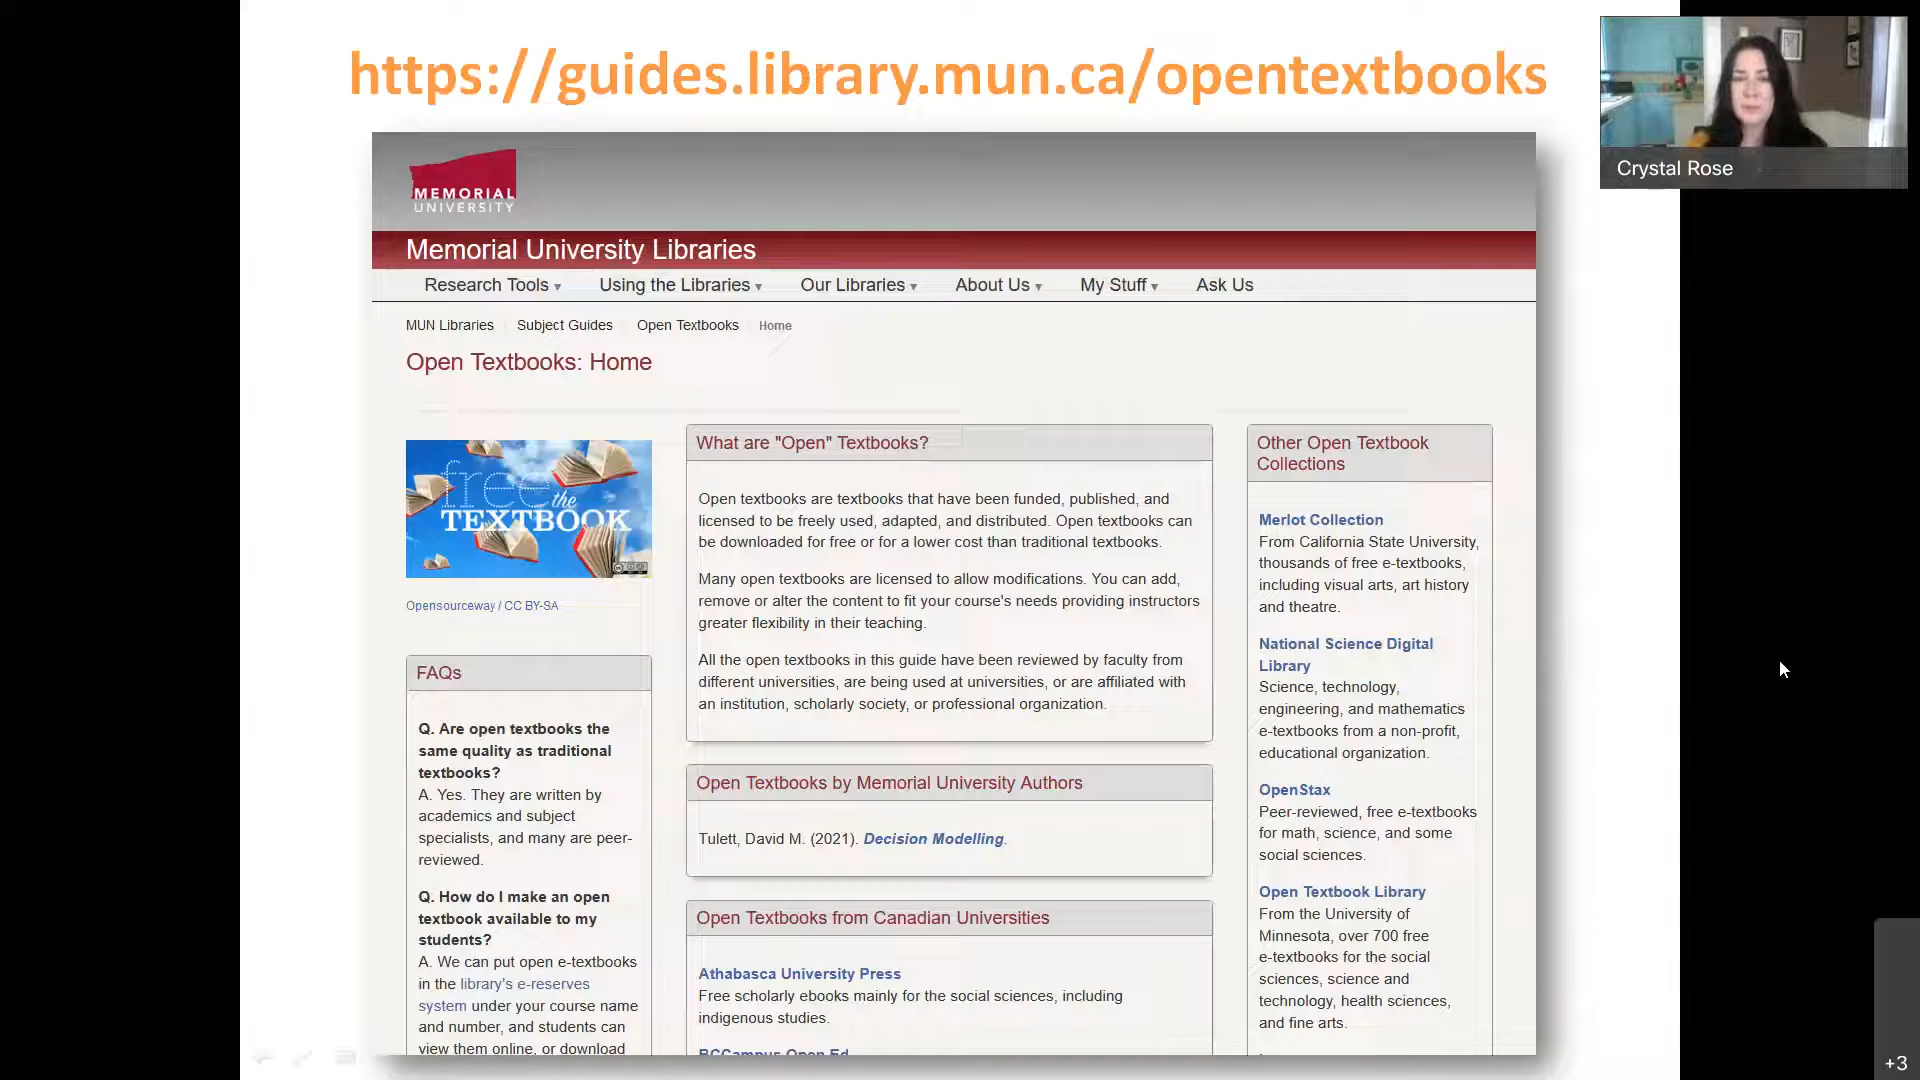 https://guides.library.mun.ca/opentextbooks
Crystal Rose
MEMORIAL
UNIVERSITY
Memorial University Libraries
Research Tools Using the Libraries Our Libraries About Us My Stuff Ask Us
MUN Libraries Subject Guides Open Textbooks Home
Open Textbooks: Home
free the
TEXTBOOK
Opensourceway / CC BY-SA
FAQs
Q. Are open textbooks the
same quality as traditional
textbooks?
A. Yes. They are written by
academics and subject
specialists, and many are peer-
reviewed.
Q. How do I make an open
textbook available to my
students?
A. We can put open e-textbooks
in the library's e-reserves
system under your course name
and number, and students can
view them online, or download
What are "Open" Textbooks?
Open textbooks are textbooks that have been funded, published, and
licensed to be freely used, adapted, and distributed. Open textbooks can
be downloaded for free or for a lower cost than traditional textbooks.
Many open textbooks are licensed to allow modifications. You can add,
remove or alter the content to fit your course's needs providing instructors
greater flexibility in their teaching.
All the open textbooks in this guide have been reviewed by faculty from
different universities, are being used at universities, or are affiliated with
an institution, scholarly society, or professional organization.
Open Textbooks by Memorial University Authors
Tulett, David M. (2021). Decision Modelling.
Open Textbooks from Canadian Universities
Athabasca University Press
Free scholarly ebooks mainly for the social sciences, including
indigenous studies.
BCCampus Open Ed
Other Open Textbook
Collections
Merlot Collection
From California State University,
thousands of free e-textbooks,
including visual arts, art history
and theatre.
National Science Digital
Library
Science, technology,
engineering, and mathematics
e-textbooks from a non-profit,
educational organization.
OpenStax
Peer-reviewed, free e-textbooks
for math, science, and some
social sciences.
Open Textbook Library
From the University of
Minnesota, over 700 free
e-textbooks for the social
sciences, science and
technology, health sciences,
and fine arts.
+3